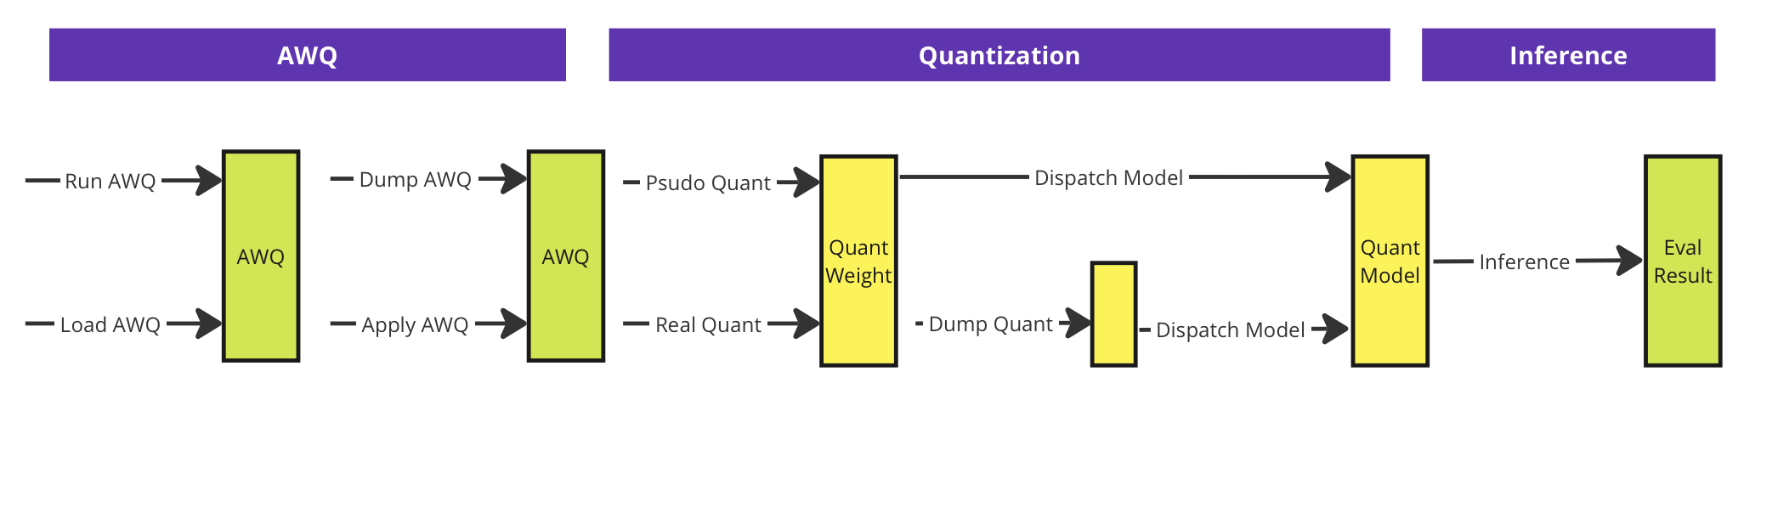 AWQ
Quantization
Inference
Run AWQ
Load AWQ
AWQ
Dump AWQ
Apply AWQ
AWQ
Psudo Quant
Real Quant
Quant
Weight
Dispatch Model
Dump Quant
Dispatch Model
Quant
Model
Inference
Eval
Result